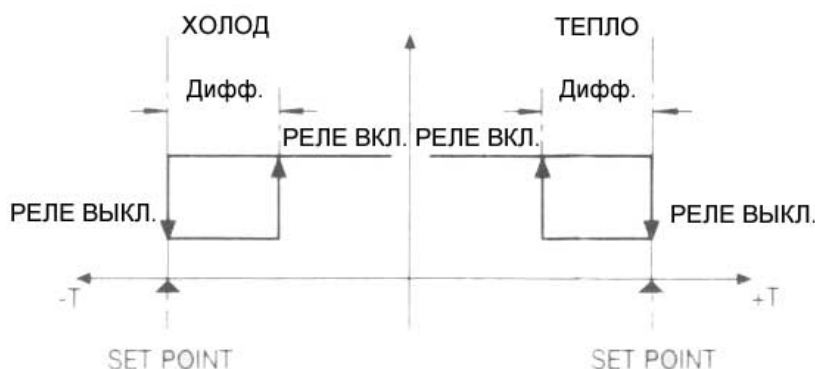 ХОЛОД ТЕПЛО
Дифф. Дифф.
РЕЛЕ ВКЛ. РЕЛЕ ВКЛ.
РЕЛЕ ВЫКЛ. РЕЛЕ ВЫКЛ.
-T +T
SET POINT SET POINT